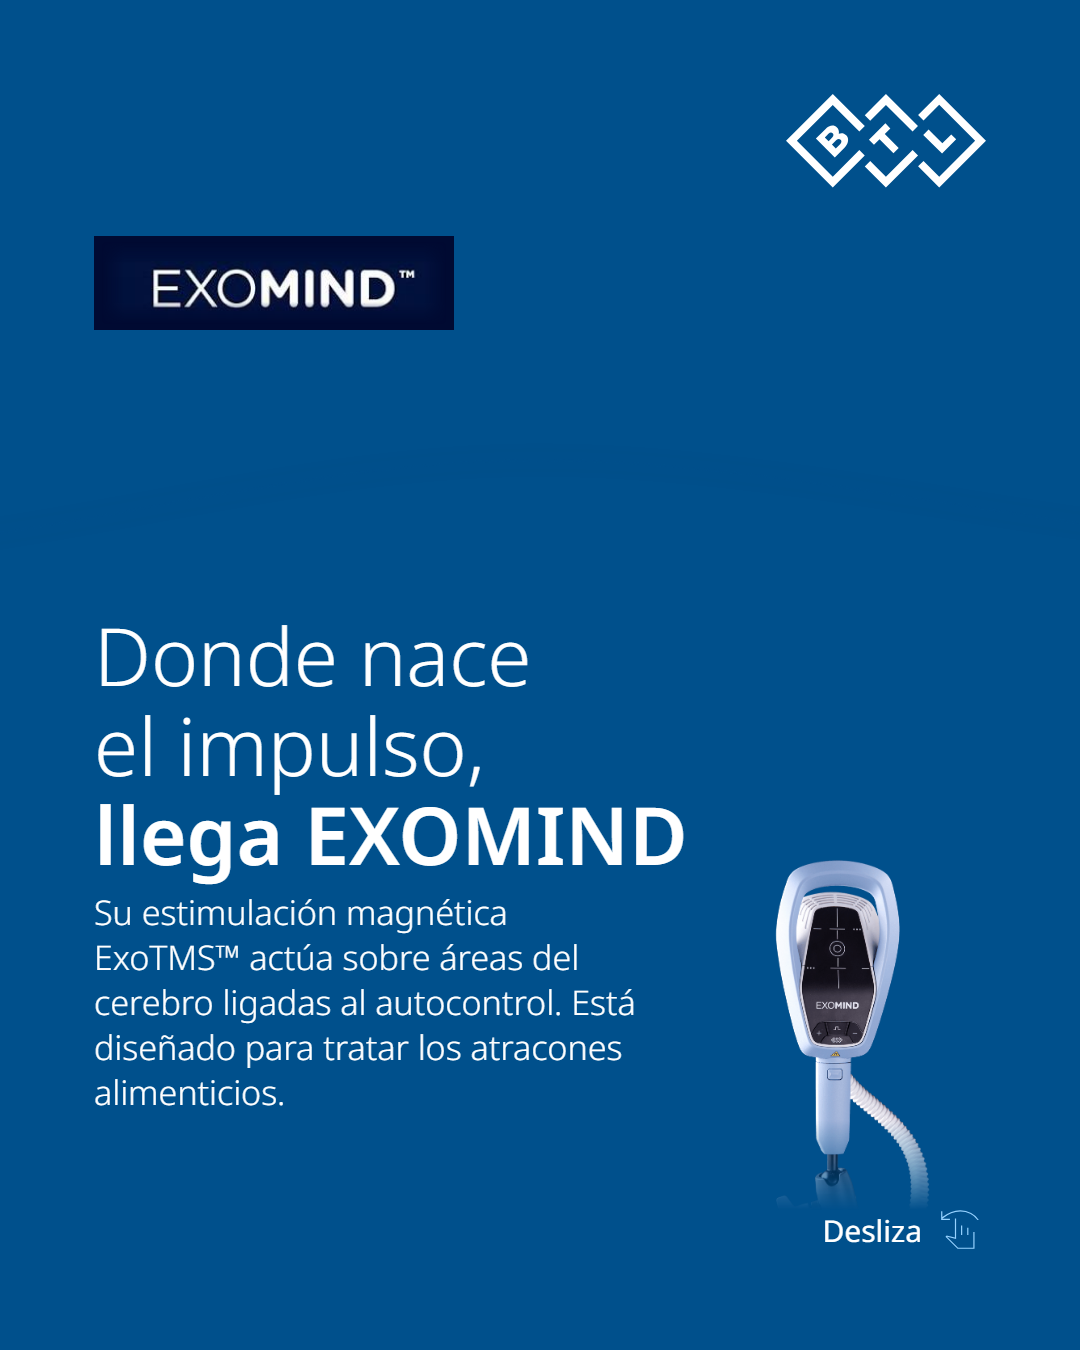 BTL
EXOMIND™
Donde nace
el impulso,
llega EXOMIND
Su estimulación magnética
ExoTMS™ actúa sobre áreas del
cerebro ligadas al autocontrol. Está
diseñado para tratar los atracones
alimenticios.
EXOMIND
Desliza